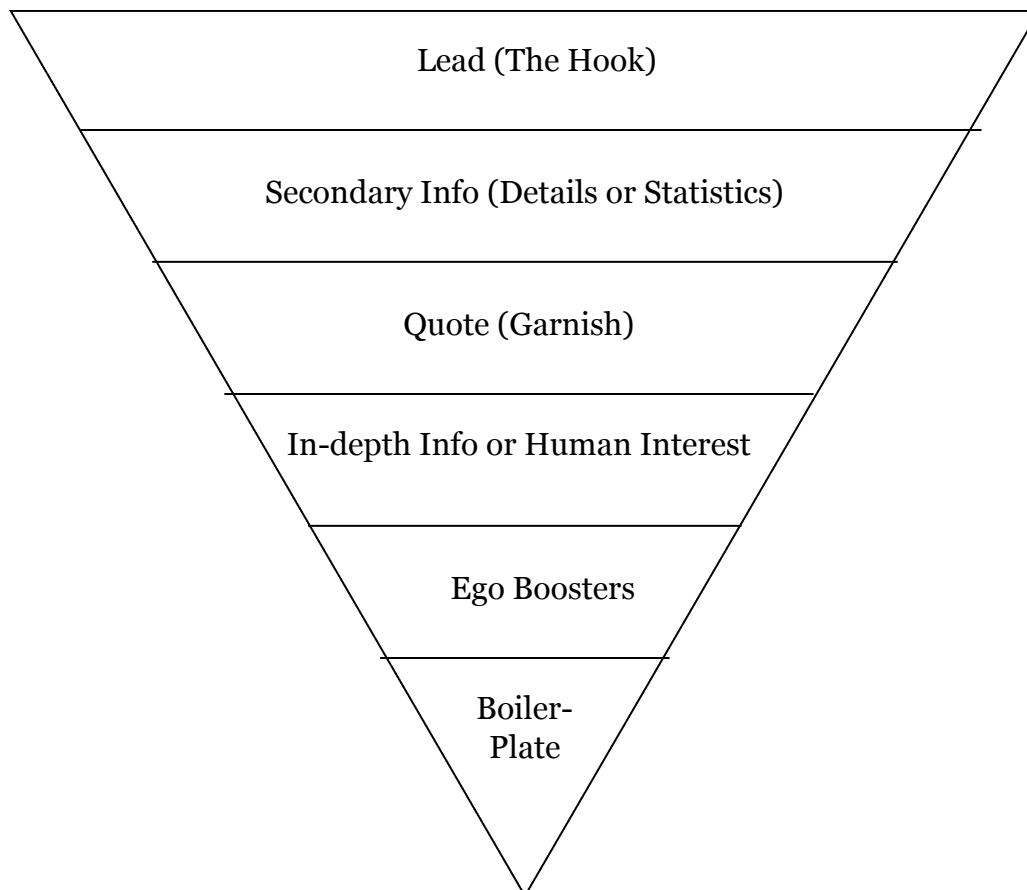 Lead (The Hook)
Secondary Info (Details or Statistics)
Quote (Garnish)
In-depth Info or Human Interest
Ego Boosters
Boiler-
Plate